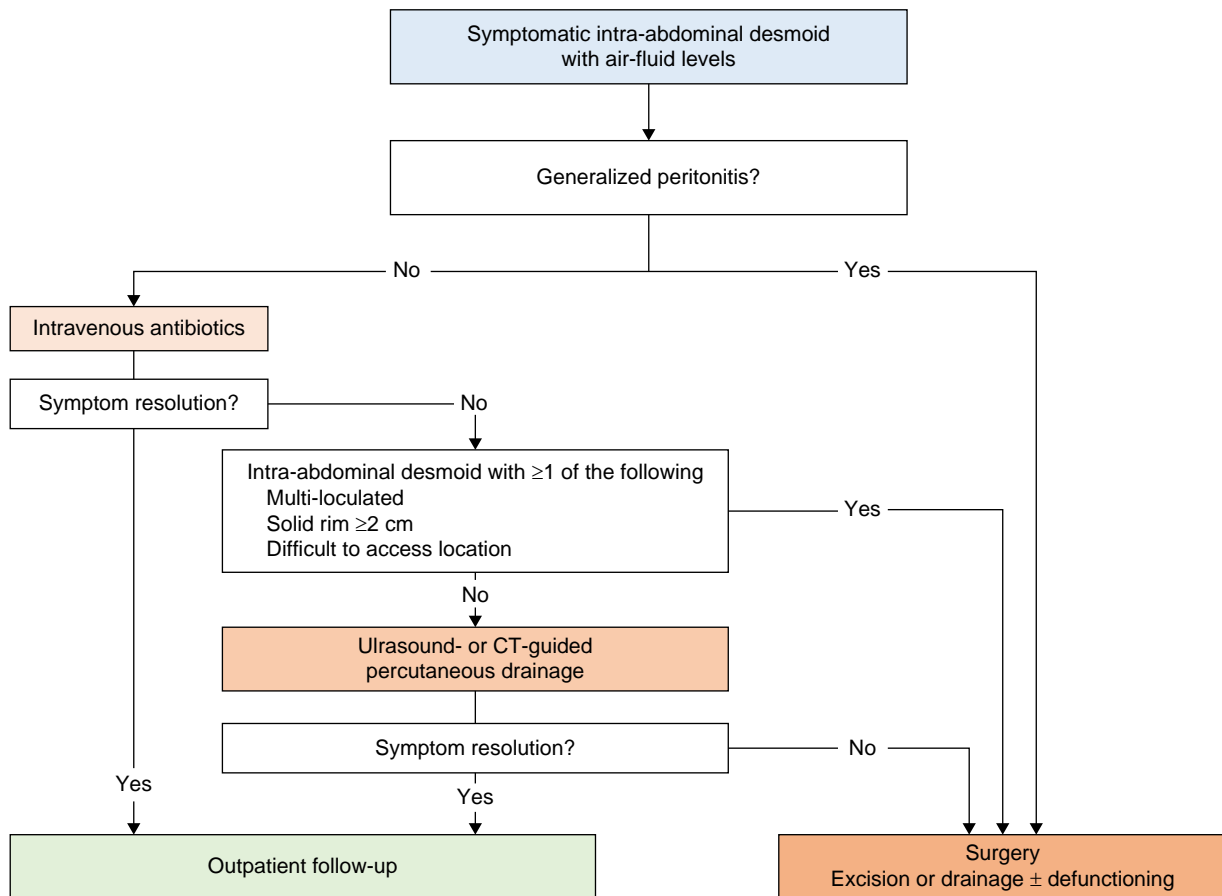 Symptomatic intra-abdominal desmoid
with air-fluid levels
Generalized peritonitis?
No
Yes
Intravenous antibiotics
Symptom resolution?
No
Intra-abdominal desmoid with ≥1 of the following
Multi-loculated
Solid rim ≥2 cm
Difficult to access location
Yes
No
Ulrasound- or CT-guided
percutaneous drainage
Symptom resolution?
No
Yes
Yes
Outpatient follow-up
Surgery
Excision or drainage ± defunctioning